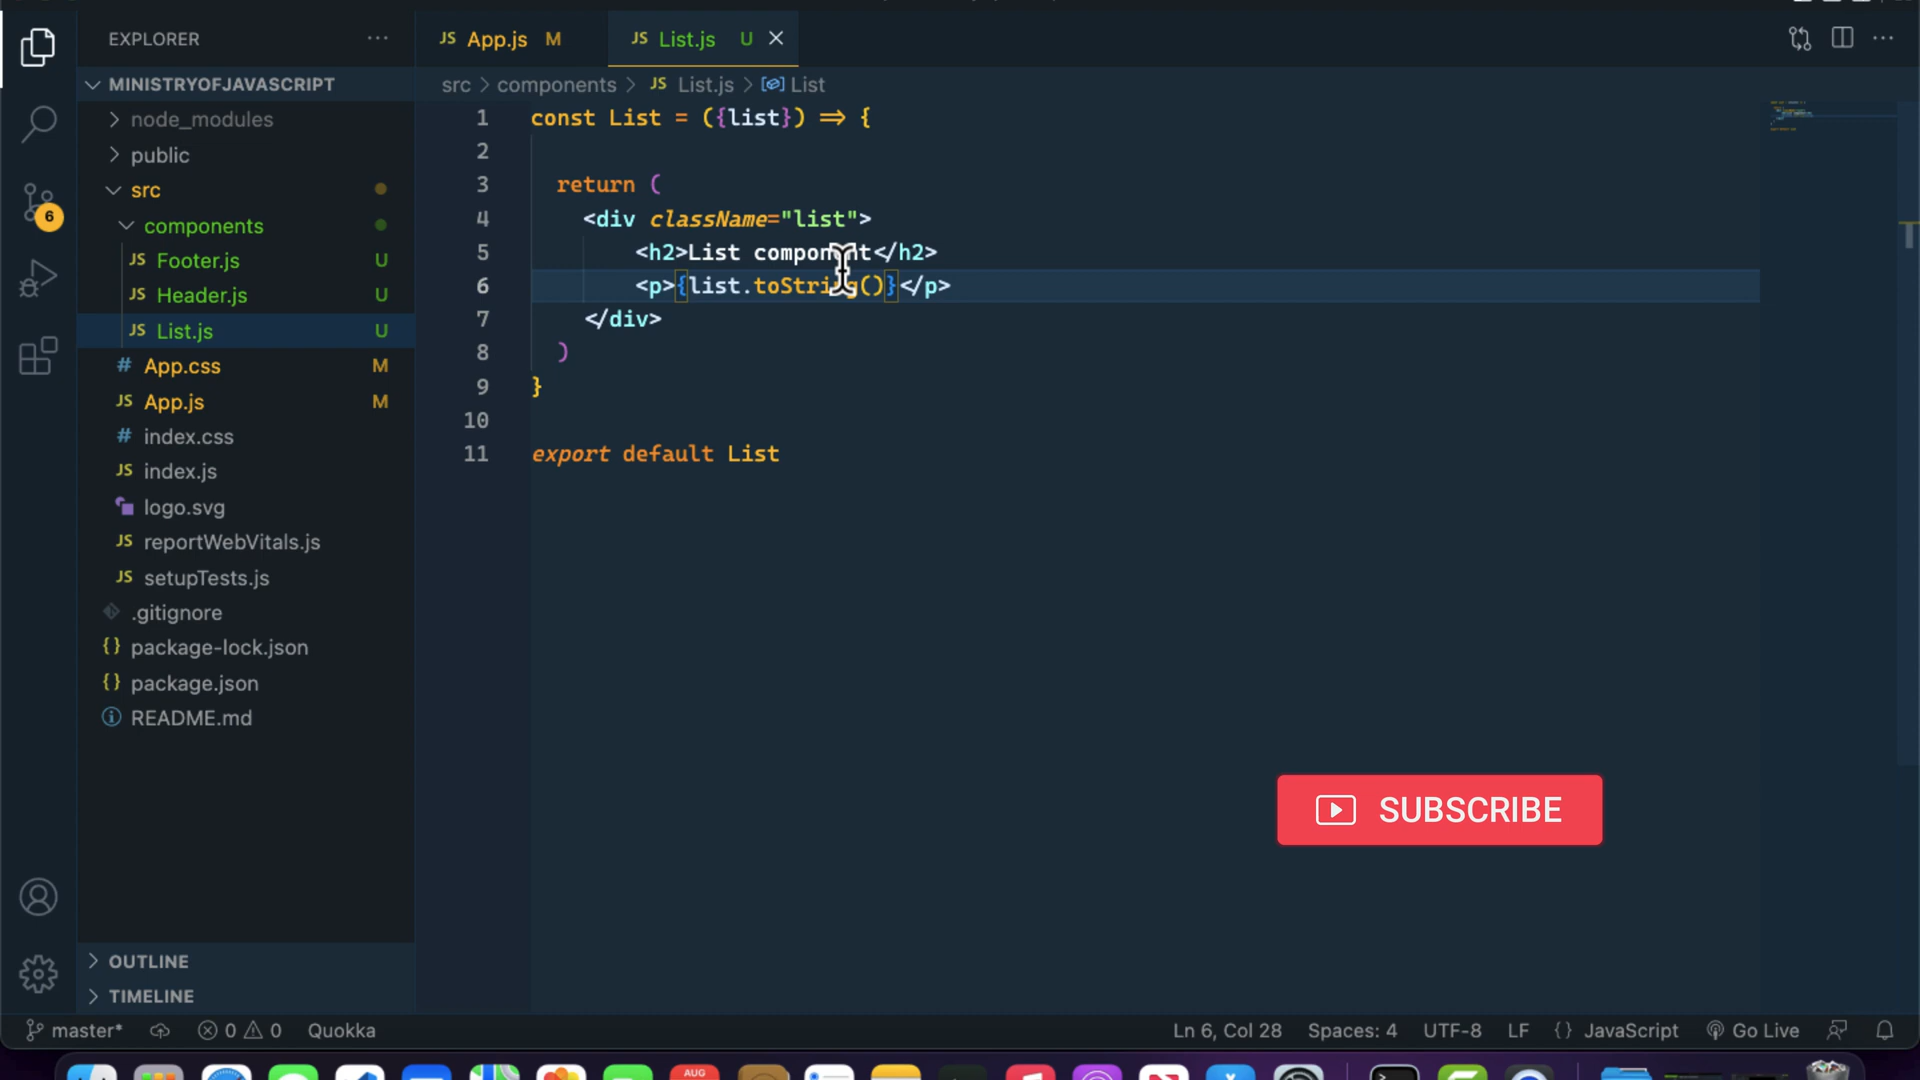 EXPLORER
MINISTRYOFJAVASCRIPT
node_modules
public
src
components
JS Footer.js U
JS Header.js U
JS List.js U
# App.css M
JS App.js M
# index.css
JS index.js
logo.svg
JS reportWebVitals.js
JS setupTests.js
.gitignore
{} package-lock.json
{} package.json
README.md
OUTLINE
TIMELINE
6
JS App.js M
JS List.js U
src > components > JS List.js > List
1 const List = ({list}) => {
2
3 return (
4 <div className="list">
5 <h2>List component</h2>
6 <p>{list.toString()}</p>
7 </div>
8 )
9 }
10
11 export default List
SUBSCRIBE
master* 0 0 Quokka
Ln 6, Col 28 Spaces: 4 UTF-8 LF {} JavaScript Go Live
AUG